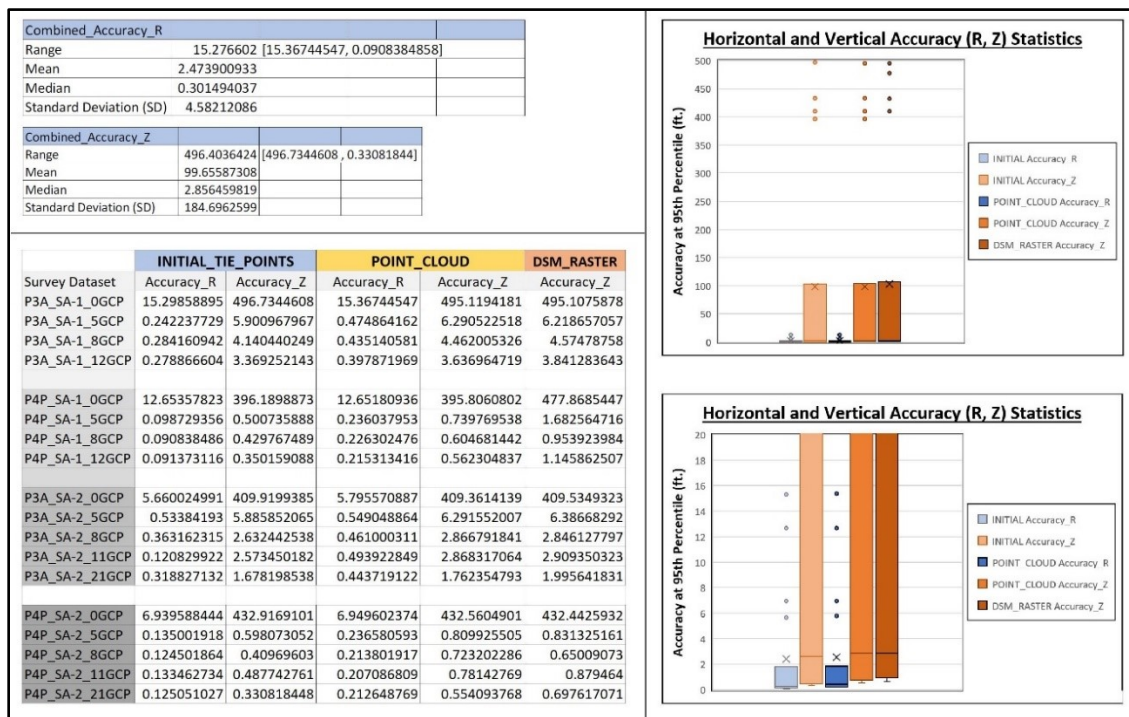 Combined_Accuracy_R
Range 15.276602 [15.36744547, 0.0908384858]
Mean 2.473900933
Median 0.301494037
Standard Deviation (SD) 4.58212086
Combined_Accuracy_Z
Range 496.4036424 [496.7344608 , 0.33081844]
Mean 99.65587308
Median 2.856459819
Standard Deviation (SD) 184.6962599
INITIAL_TIE_POINTS POINT_CLOUD DSM_RASTER
Survey Dataset Accuracy_R Accuracy_Z Accuracy_R Accuracy_Z Accuracy_Z
P3A_SA-1_0GCP 15.29858895 496.7344608 15.36744547 495.1194181 495.1075878
P3A_SA-1_5GCP 0.242237729 5.900967967 0.474864162 6.290522518 6.218657057
P3A_SA-1_8GCP 0.284160942 4.140440249 0.435140581 4.462005326 4.57478758
P3A_SA-1_12GCP 0.278866604 3.369252143 0.397871969 3.636964719 3.841283643
P4P_SA-1_0GCP 12.65357823 396.1898873 12.65180936 395.8060802 477.8685447
P4P_SA-1_5GCP 0.098729356 0.500735888 0.236037953 0.739769538 1.682564716
P4P_SA-1_8GCP 0.090838486 0.429767489 0.226302476 0.604681442 0.953923984
P4P_SA-1_12GCP 0.091373116 0.350159088 0.215313416 0.562304837 1.145862507
P3A_SA-2_0GCP 5.660024991 409.9199385 5.795570887 409.3614139 409.5349323
P3A_SA-2_5GCP 0.53384193 5.885852065 0.549048864 6.291552007 6.38668292
P3A_SA-2_8GCP 0.363162315 2.632442538 0.461000311 2.866791841 2.846127797
P3A_SA-2_11GCP 0.120829922 2.573450182 0.493922849 2.868317064 2.909350323
P3A_SA-2_21GCP 0.318827132 1.678198538 0.443719122 1.762354793 1.995641831
P4P_SA-2_0GCP 6.939588444 432.9169101 6.949602374 432.5604901 432.4425932
P4P_SA-2_5GCP 0.135001918 0.598073052 0.236580593 0.809925505 0.831325161
P4P_SA-2_8GCP 0.124501864 0.40969603 0.213801917 0.723202286 0.65009073
P4P_SA-2_11GCP 0.133462734 0.487742761 0.207086809 0.78142769 0.879464
P4P_SA-2_21GCP 0.125051027 0.330818448 0.212648769 0.554093768 0.697617071
Horizontal and Vertical Accuracy (R, Z) Statistics
Accuracy at 95th Percentile (ft.)
500
450
400
350
300
250
200
150
100
50
0
INITIAL Accuracy_R
INITIAL Accuracy_Z
POINT_CLOUD Accuracy_R
POINT_CLOUD Accuracy_Z
DSM_RASTER Accuracy_Z
Horizontal and Vertical Accuracy (R, Z) Statistics
Accuracy at 95th Percentile (ft.)
20
18
16
14
12
10
8
6
4
2
0
INITIAL Accuracy_R
INITIAL Accuracy_Z
POINT_CLOUD Accuracy_R
POINT_CLOUD Accuracy_Z
DSM_RASTER Accuracy_Z